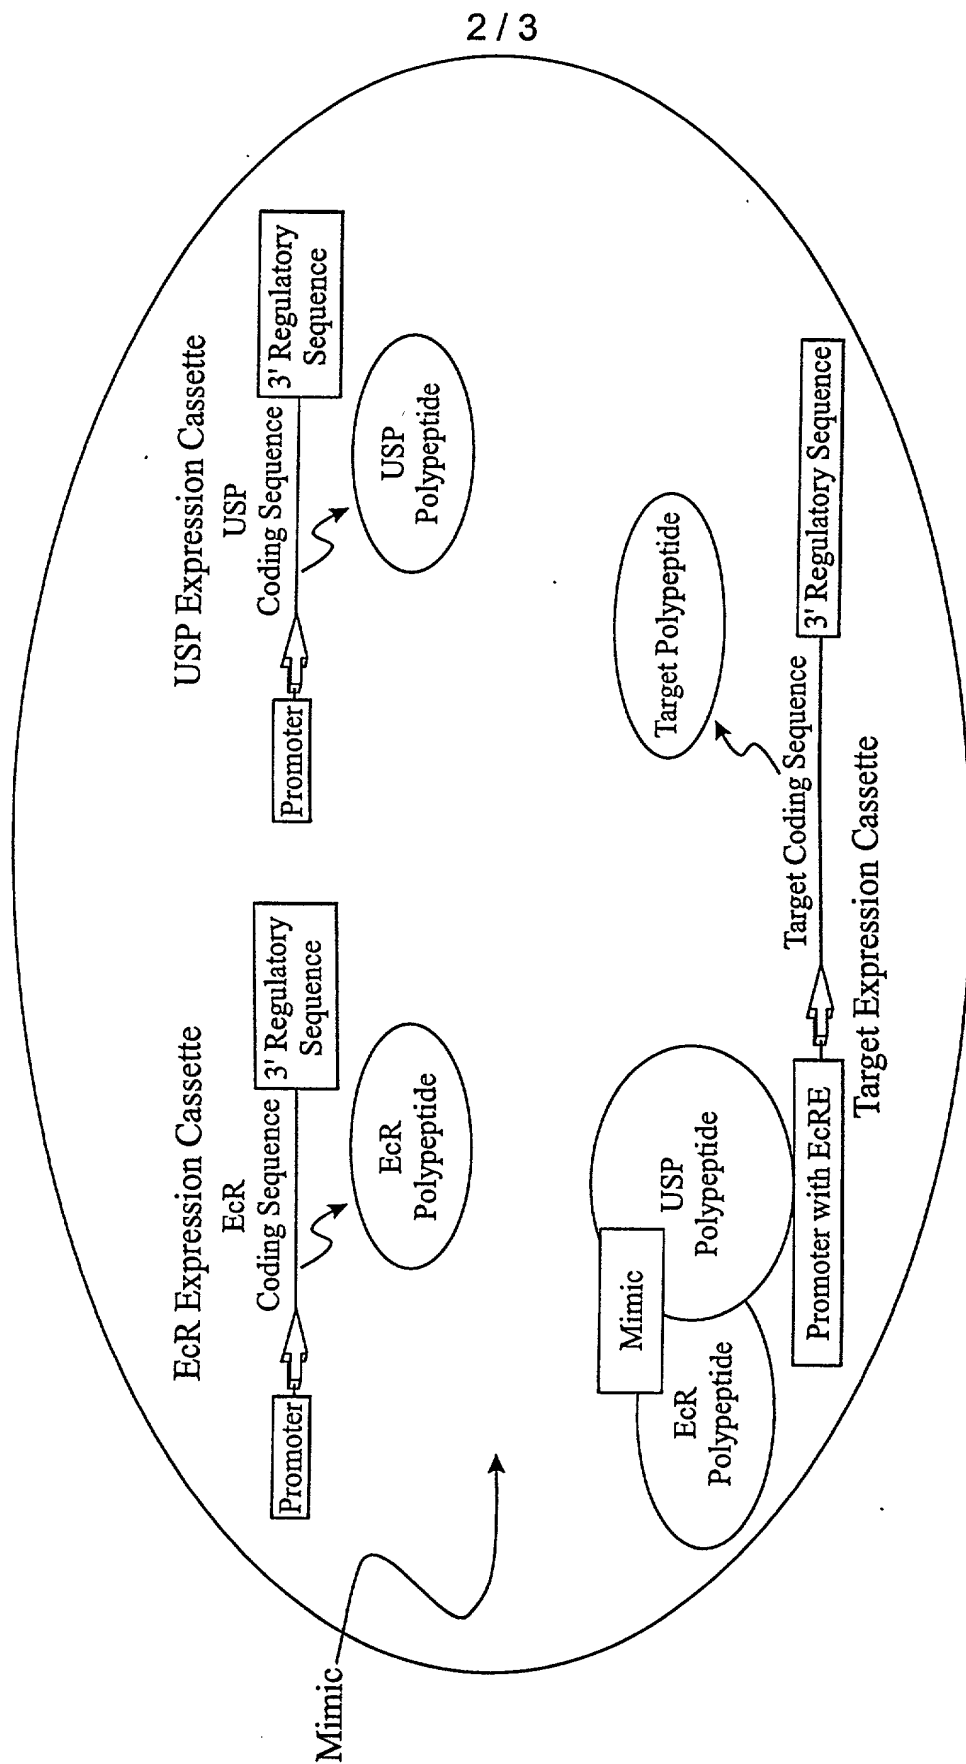 2 / 3
EcR Expression Cassette
EcR
Coding Sequence
Promoter
3' Regulatory
Sequence
EcR
Polypeptide
USP Expression Cassette
USP
Coding Sequence
Promoter
3' Regulatory
Sequence
USP
Polypeptide
Mimic
Mimic
EcR
Polypeptide
USP
Polypeptide
Promoter with EcRE
Target Polypeptide
Target Coding Sequence
3' Regulatory Sequence
Target Expression Cassette